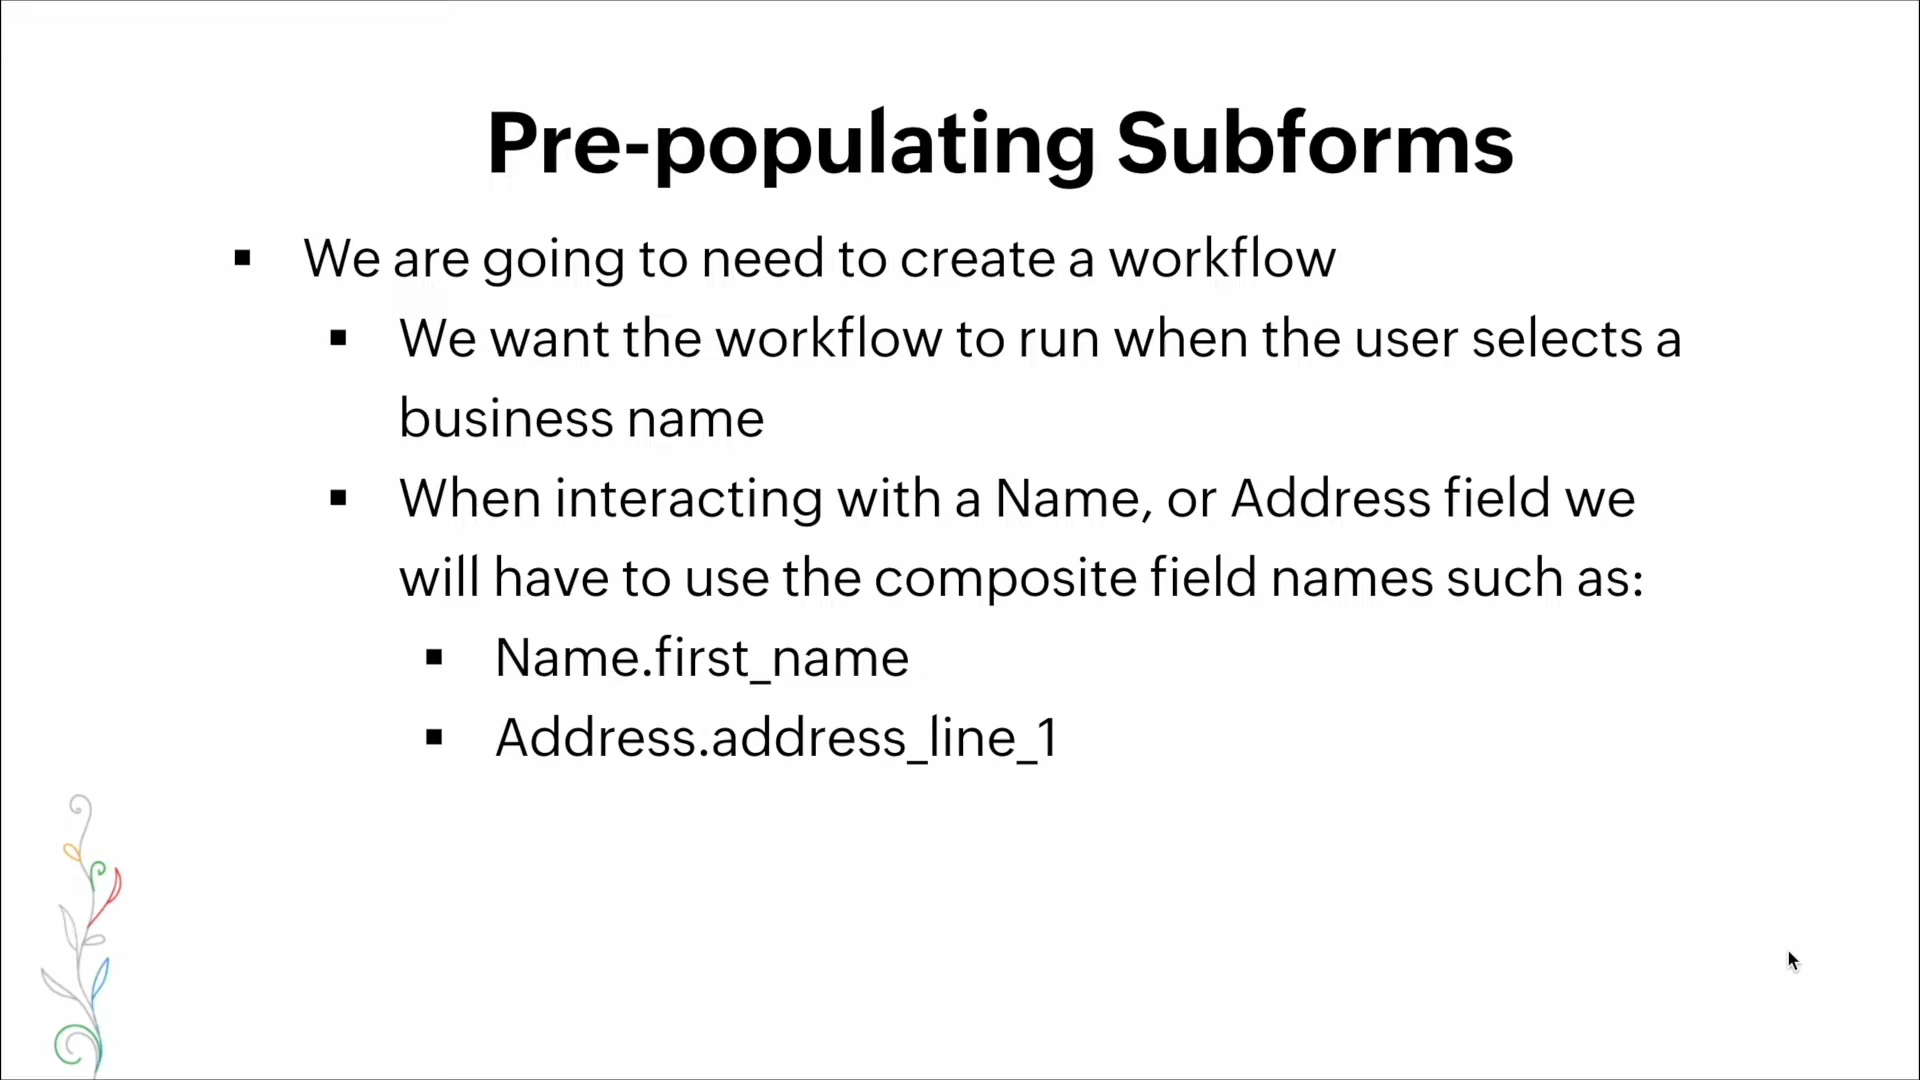 Pre-populating Subforms
We are going to need to create a workflow
We want the workflow to run when the user selects a
business name
When interacting with a Name, or Address field we
will have to use the composite field names such as:
Name.first_name
Address.address_line_1